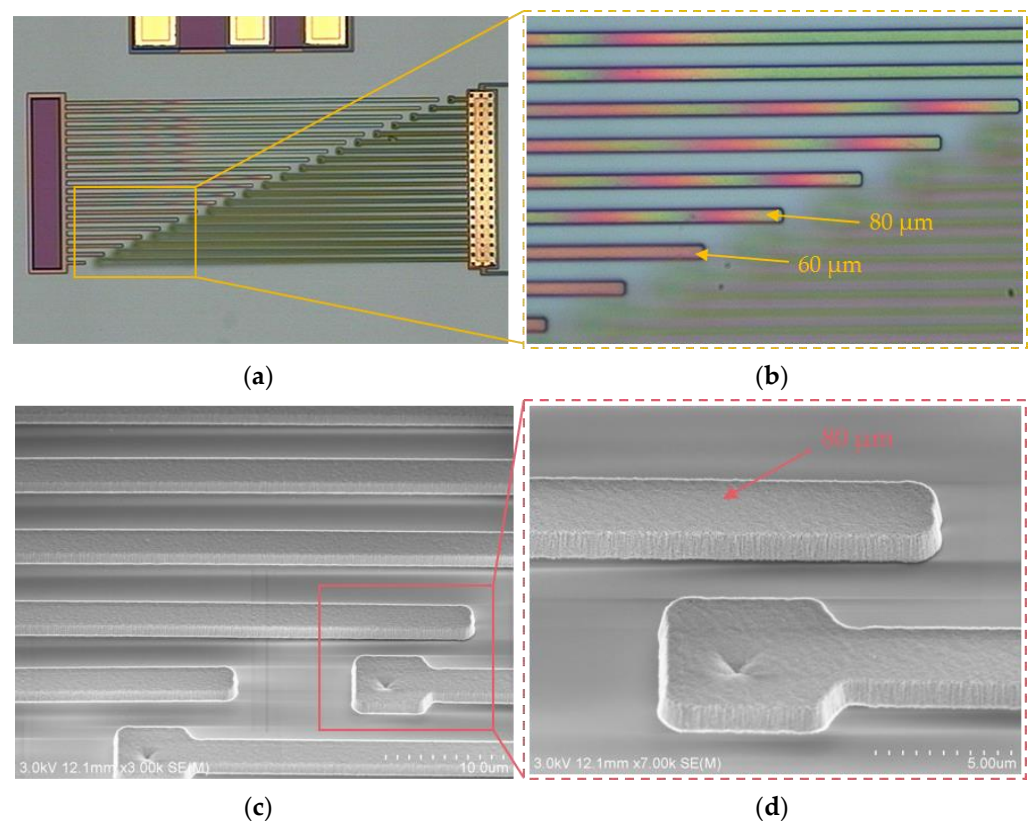 80 µm
60 µm
(a)
(b)
80 µm
3.0kV 12.1mm x3.00k SE(M)
10.0um
3.0kV 12.1mm x7.00k SE(M)
5.00um
(c)
(d)